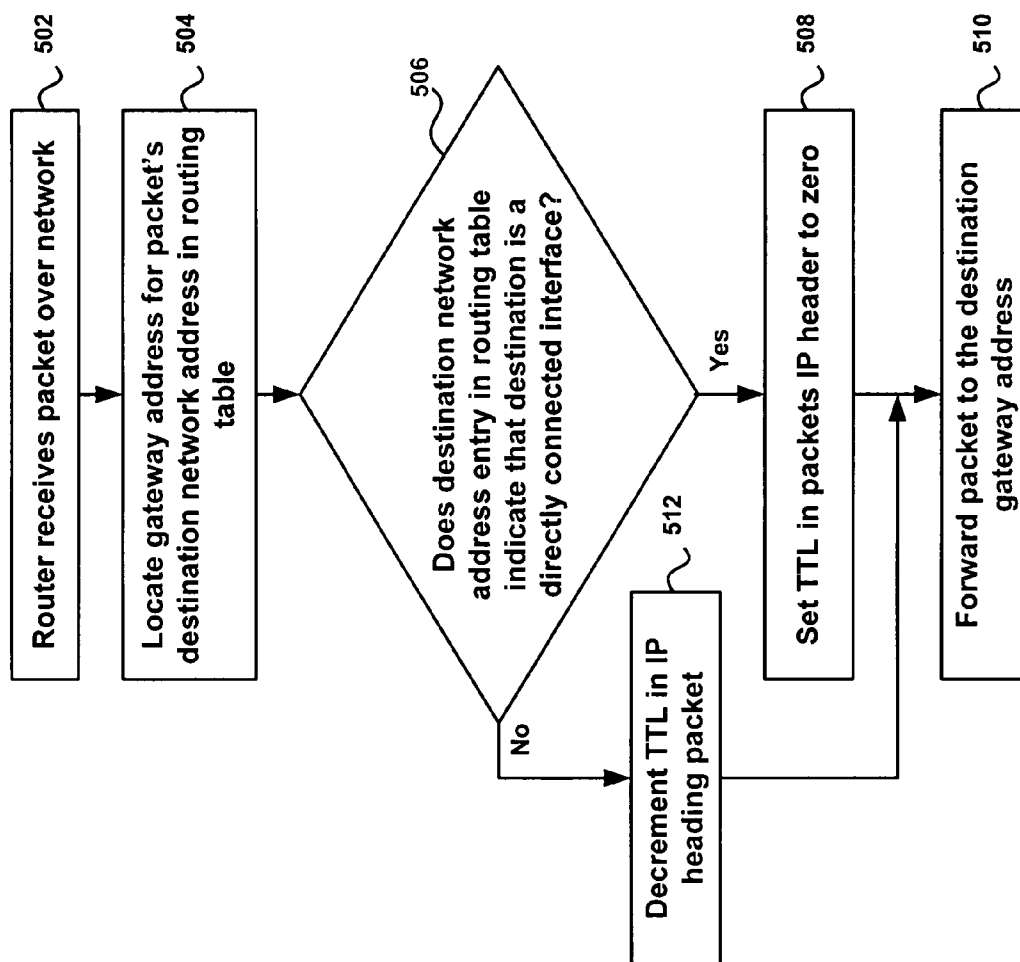 Router receives packet over network
502
Locate gateway address for packet's
destination network address in routing
table
504
Does destination network
address entry in routing table
indicate that destination is a
directly connected interface?
506
No
Yes
Decrement TTL in IP
heading packet
512
Set TTL in packets IP header to zero
508
Forward packet to the destination
gateway address
510